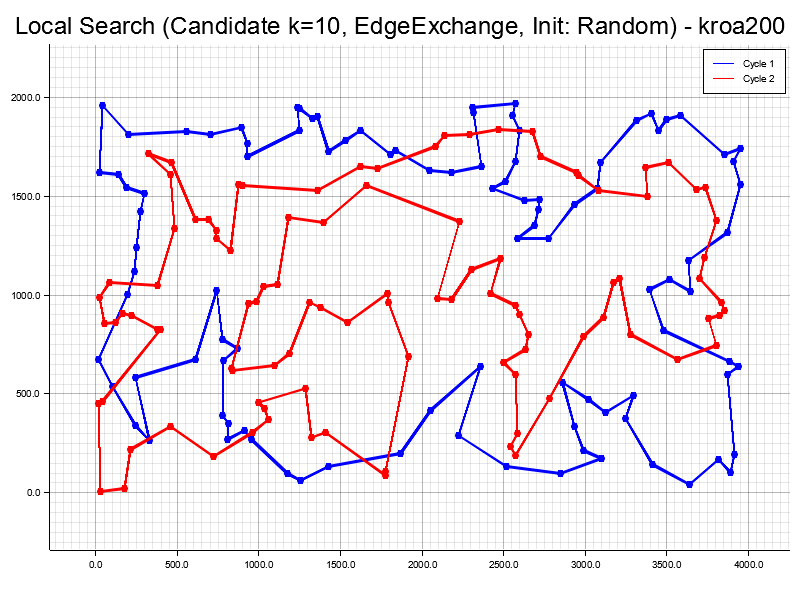 Local Search (Candidate k=10, EdgeExchange, Init: Random) - kroa200
Cycle 1
Cycle 2
2000.0
1500.0
1000.0
500.0
0.0
0.0 500.0 1000.0 1500.0 2000.0 2500.0 3000.0 3500.0 4000.0